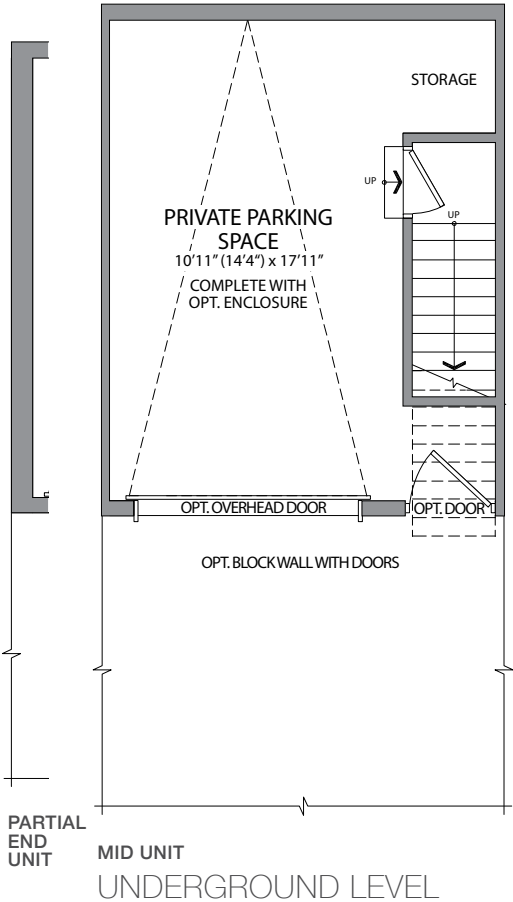 STORAGE
UP
UP
PRIVATE PARKING
SPACE
10'11" (14'4") x 17'11"
COMPLETE WITH
OPT. ENCLOSURE
OPT. OVERHEAD DOOR
OPT. DOOR
OPT. BLOCK WALL WITH DOORS
PARTIAL
END
UNIT
MID UNIT
UNDERGROUND LEVEL